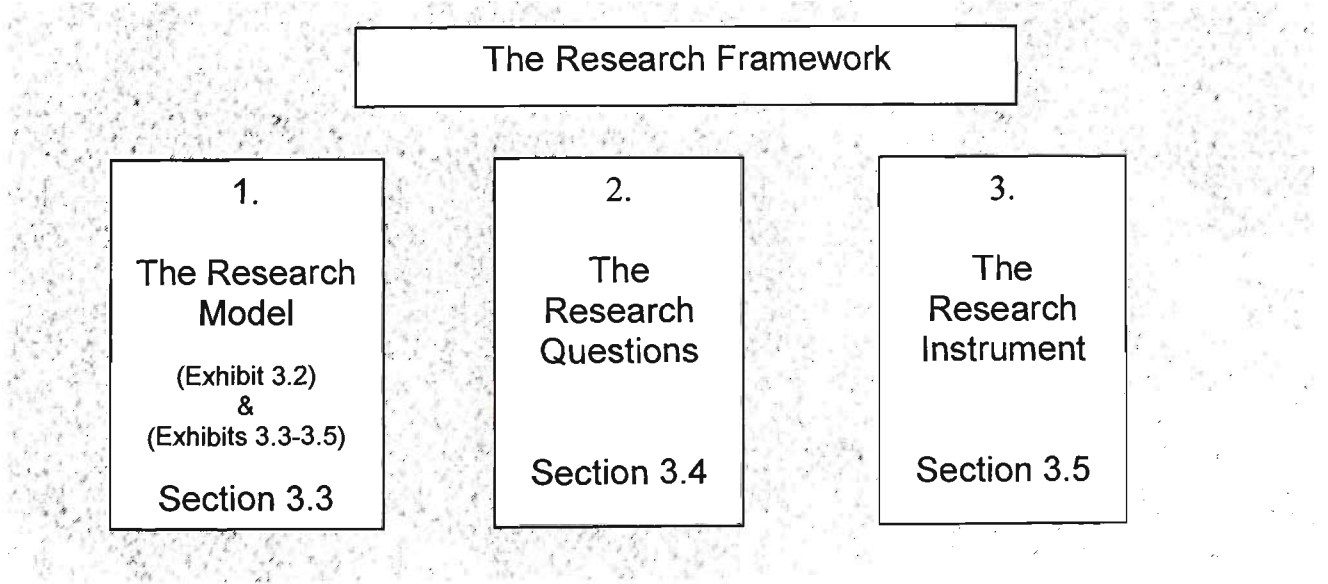 The Research Framework
1.
The Research
Model
(Exhibit 3.2)
&
(Exhibits 3.3-3.5)
Section 3.3
2.
The
Research
Questions
Section 3.4
3.
The
Research
Instrument
Section 3.5